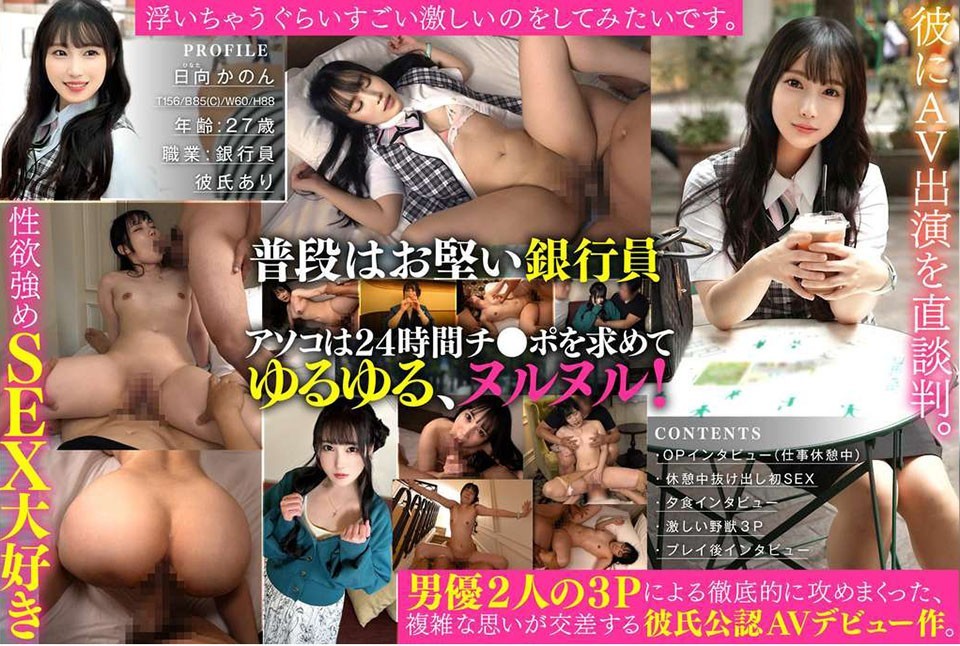 浮いちゃうぐらいすごい激しいのをしてみたいです。
PROFILE
ひなた
日向かのん
T156/B85(C)/W60/H88
年齢:27歳
職業:銀行員
彼氏あり
彼にAV出演を直談判。
性欲強めSEX大好き
普段はお堅い銀行員
アソコは24時間チ●ポを求めて
ゆるゆる、ヌルヌル!
CONTENTS
・OPインタビュー(仕事休憩中)
・休憩中抜け出し初SEX
・夕食インタビュー
・激しい野獣3P
・プレイ後インタビュー
男優2人の3Pによる徹底的に攻めまくった、
複雑な思いが交差する彼氏公認AVデビュー作。